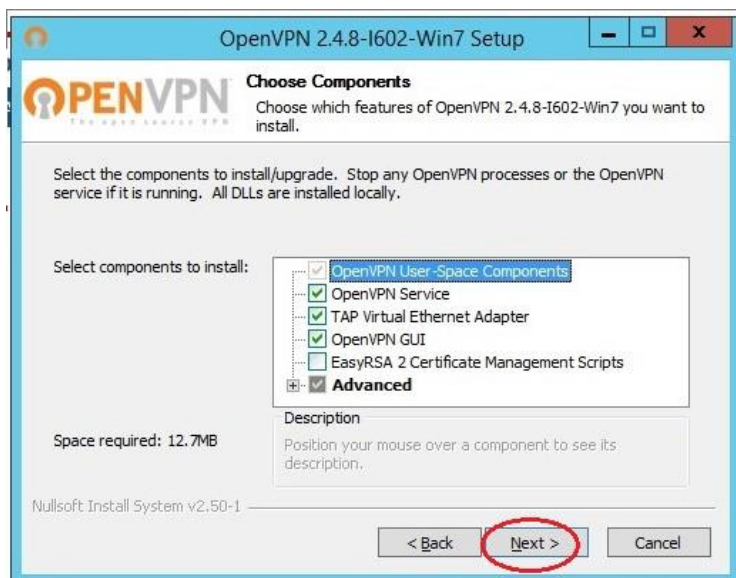 OpenVPN 2.4.8-I602-Win7 Setup
OPENVPN
The open source VPN
Choose Components
Choose which features of OpenVPN 2.4.8-I602-Win7 you want to
install.
Select the components to install/upgrade. Stop any OpenVPN processes or the OpenVPN
service if it is running. All DLLs are installed locally.
Select components to install:
OpenVPN User-Space Components
OpenVPN Service
TAP Virtual Ethernet Adapter
OpenVPN GUI
EasyRSA 2 Certificate Management Scripts
Advanced
Space required: 12.7MB
Description
Position your mouse over a component to see its
description.
Nullsoft Install System v2.50-1
< Back
Next >
Cancel